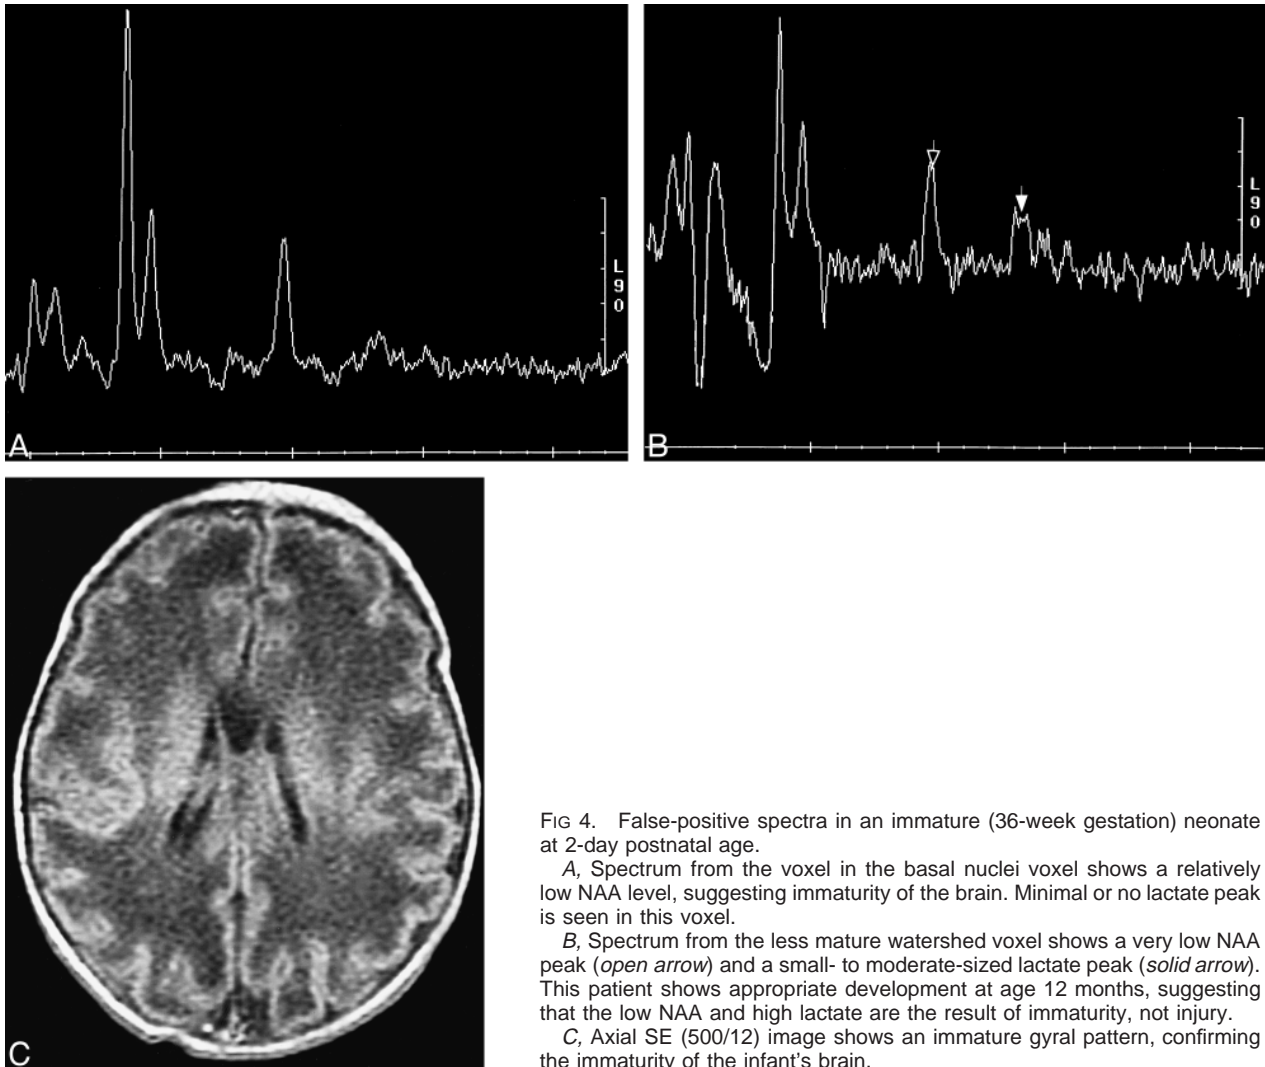 L90
A
L90
B
C
FIG 4. False-positive spectra in an immature (36-week gestation) neonate
at 2-day postnatal age.
A, Spectrum from the voxel in the basal nuclei voxel shows a relatively
low NAA level, suggesting immaturity of the brain. Minimal or no lactate peak
is seen in this voxel.
B, Spectrum from the less mature watershed voxel shows a very low NAA
peak (open arrow) and a small- to moderate-sized lactate peak (solid arrow).
This patient shows appropriate development at age 12 months, suggesting
that the low NAA and high lactate are the result of immaturity, not injury.
C, Axial SE (500/12) image shows an immature gyral pattern, confirming
the immaturity of the infant's brain.